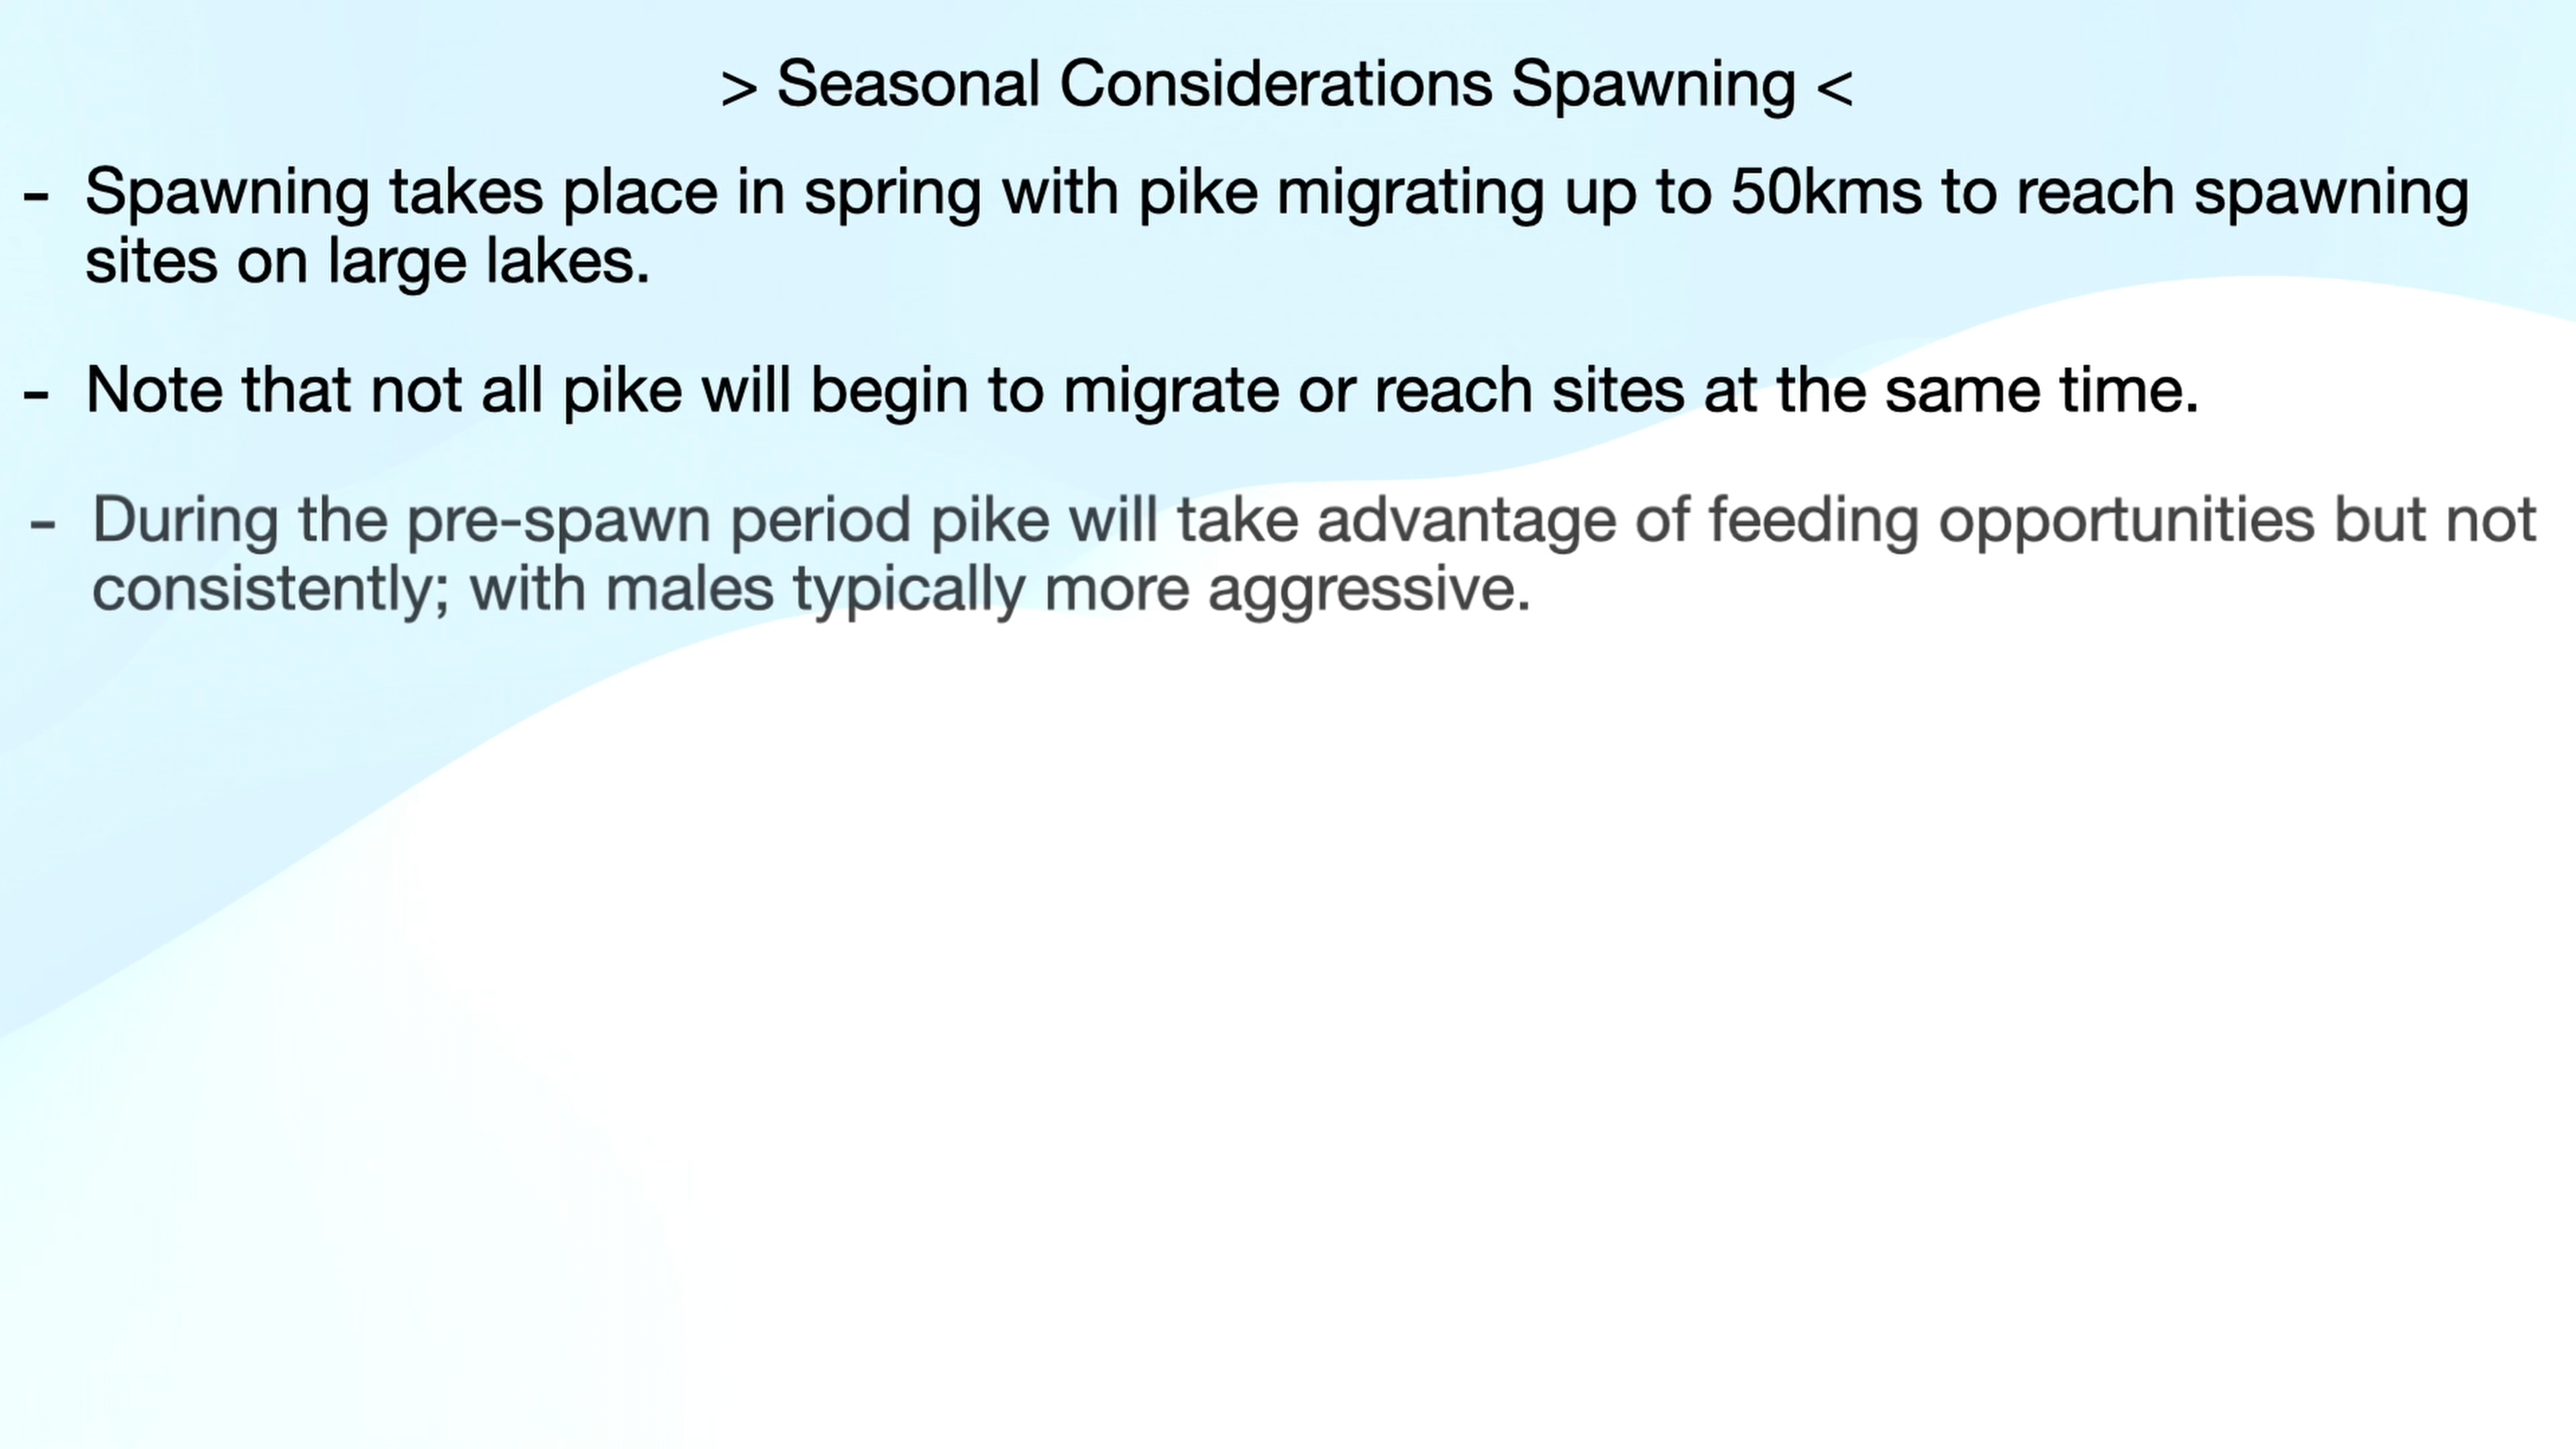 > Seasonal Considerations Spawning <
- Spawning takes place in spring with pike migrating up to 50kms to reach spawning
sites on large lakes.
- Note that not all pike will begin to migrate or reach sites at the same time.
- During the pre-spawn period pike will take advantage of feeding opportunities but not
consistently; with males typically more aggressive.